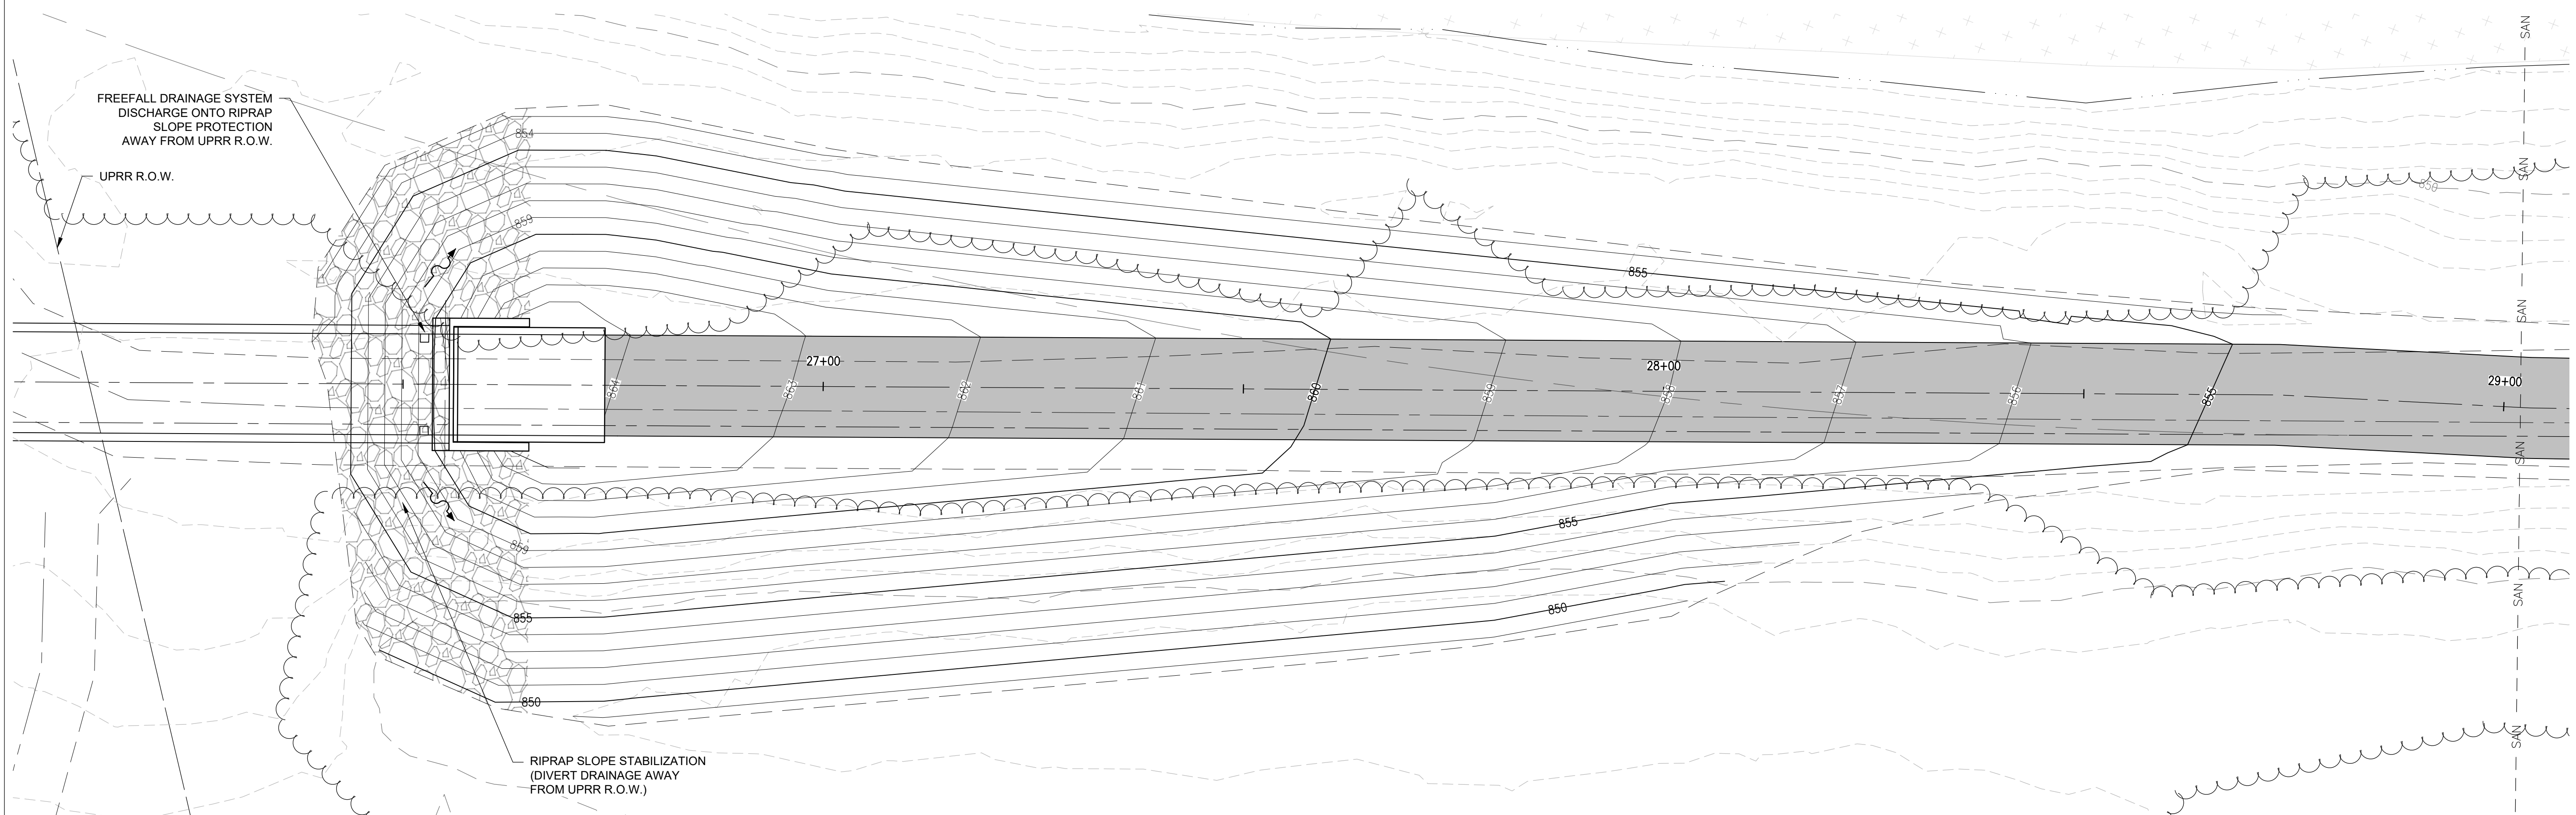 SAN
FREEFALL DRAINAGE SYSTEM
DISCHARGE ONTO RIPRAP
SLOPE PROTECTION
AWAY FROM UPRR R.O.W.
854
UPRR R.O.W.
SAN
850
859
855
SAN
27+00
28+00
29+00
864
863
862
861
860
859
858
857
856
855
SAN
855
859
SAN
850
855
850
SAN
RIPRAP SLOPE STABILIZATION
(DIVERT DRAINAGE AWAY
FROM UPRR R.O.W.)